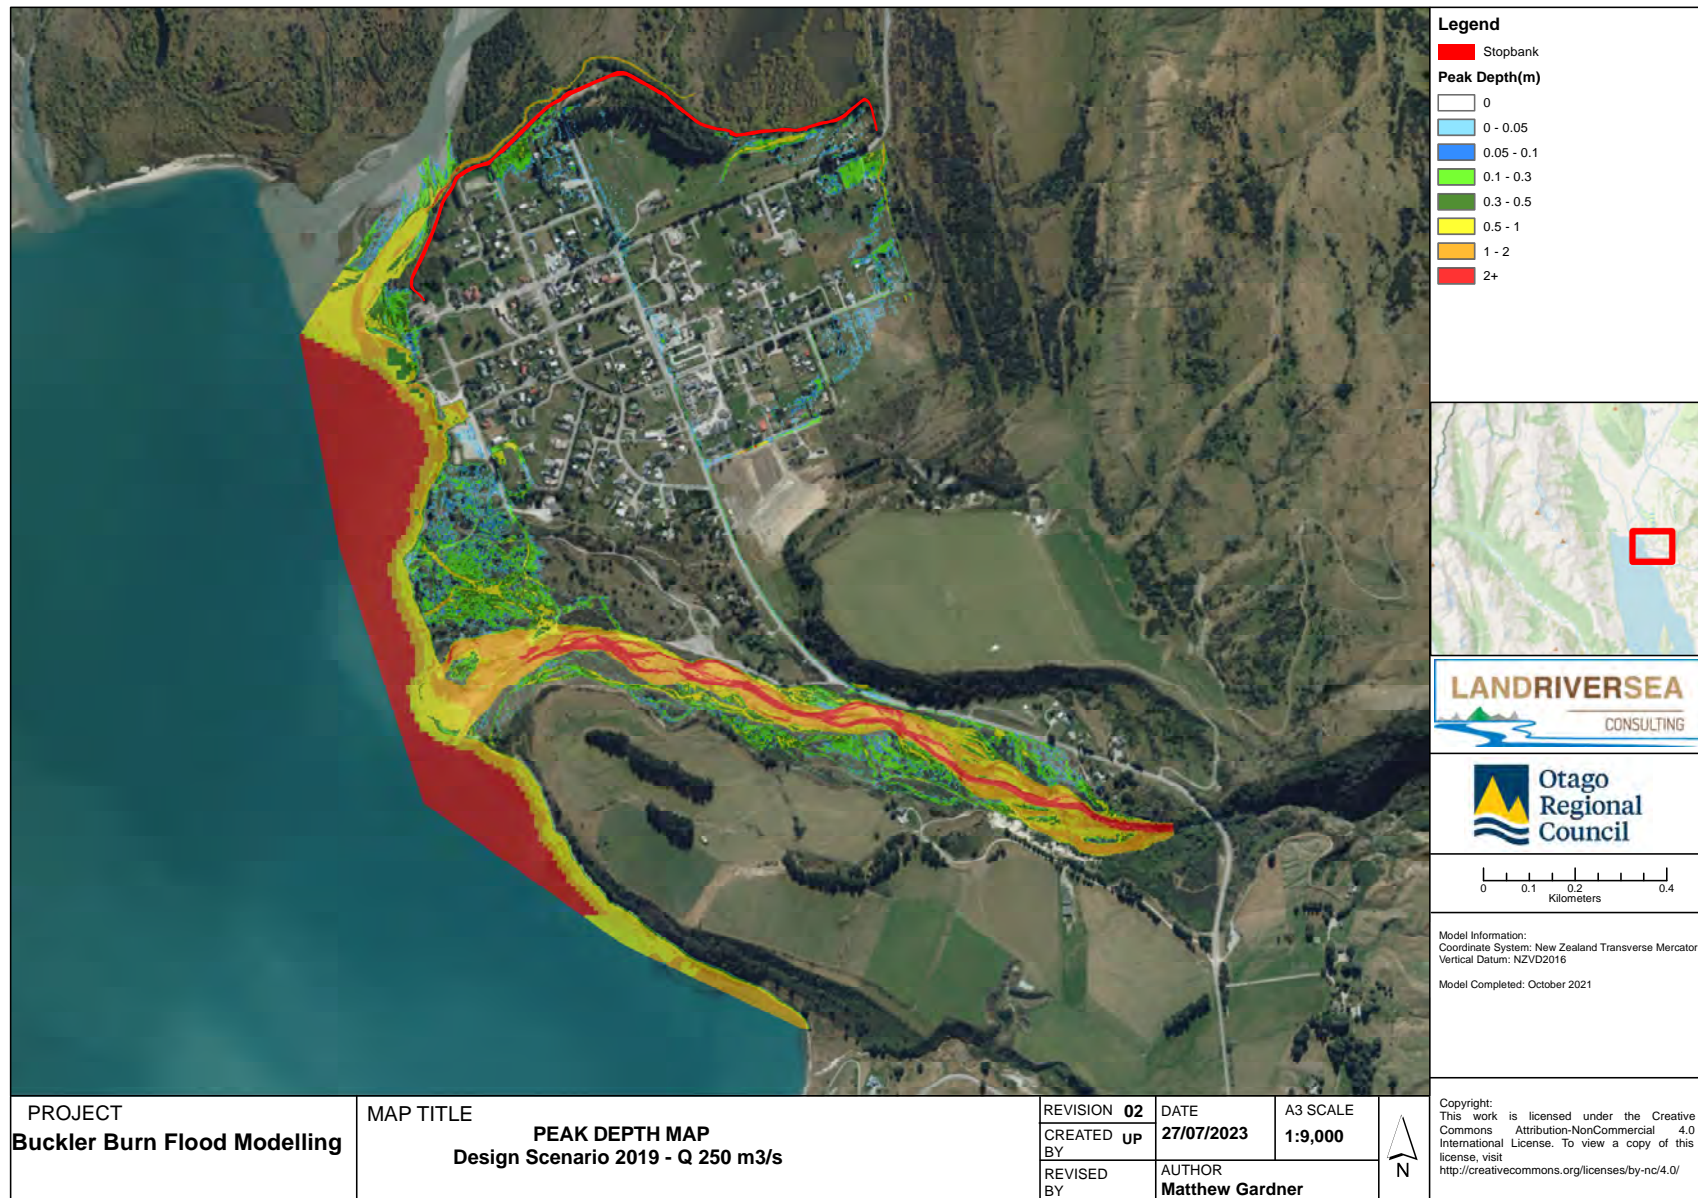 Legend
Stopbank
Peak Depth(m)
0
0 - 0.05
0.05 - 0.1
0.1 - 0.3
0.3 - 0.5
0.5 - 1
1 - 2
2+
LANDRIVERSEA
CONSULTING
Otago
Regional
Council
0 0.1 0.2 0.4
Kilometers
Model Information:
Coordinate System: New Zealand Transverse Mercator
Vertical Datum: NZVD2016
Model Completed: October 2021
Copyright:
This work is licensed under the Creative
Commons Attribution-NonCommercial 4.0
International License. To view a copy of this
license, visit
http://creativecommons.org/licenses/by-nc/4.0/
PROJECT
Buckler Burn Flood Modelling
MAP TITLE
PEAK DEPTH MAP
Design Scenario 2019 - Q 250 m3/s
REVISION 02
CREATED BY UP
REVISED BY
DATE
27/07/2023
A3 SCALE
1:9,000
AUTHOR
Matthew Gardner
N